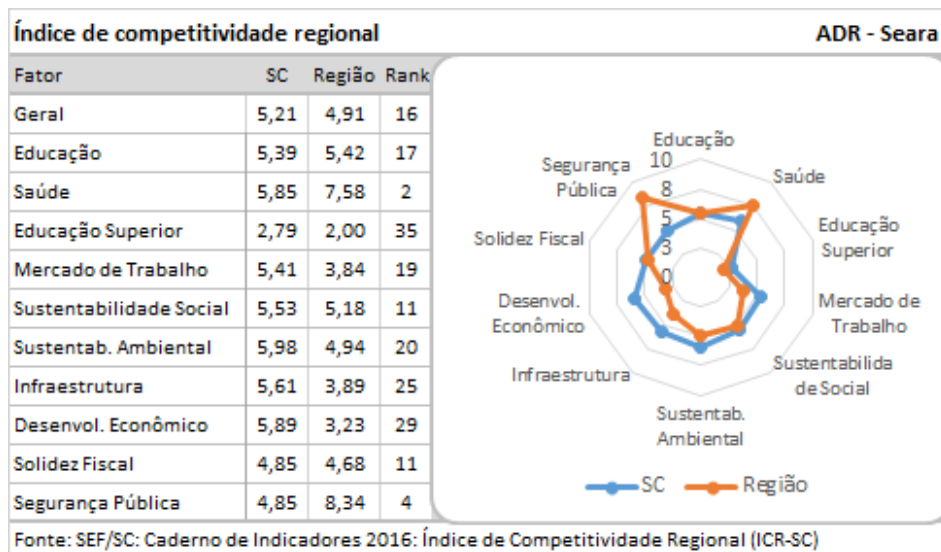 Índice de competitividade regional ADR - Seara
Fator SC Região Rank
Geral 5,21 4,91 16
Educação 5,39 5,42 17
Saúde 5,85 7,58 2
Educação Superior 2,79 2,00 35
Mercado de Trabalho 5,41 3,84 19
Sustentabilidade Social 5,53 5,18 11
Sustentab. Ambiental 5,98 4,94 20
Infraestrutura 5,61 3,89 25
Desenvol. Econômico 5,89 3,23 29
Solidez Fiscal 4,85 4,68 11
Segurança Pública 4,85 8,34 4
Educação
Saúde
Educação
Superior
Mercado de
Trabalho
Sustentabilida
de Social
Sustentab.
Ambiental
Infraestrutura
Desenvol.
Econômico
Solidez Fiscal
Segurança
Pública
10
8
5
3
0
SC Região
Fonte: SEF/SC: Caderno de Indicadores 2016: Índice de Competitividade Regional (ICR-SC)